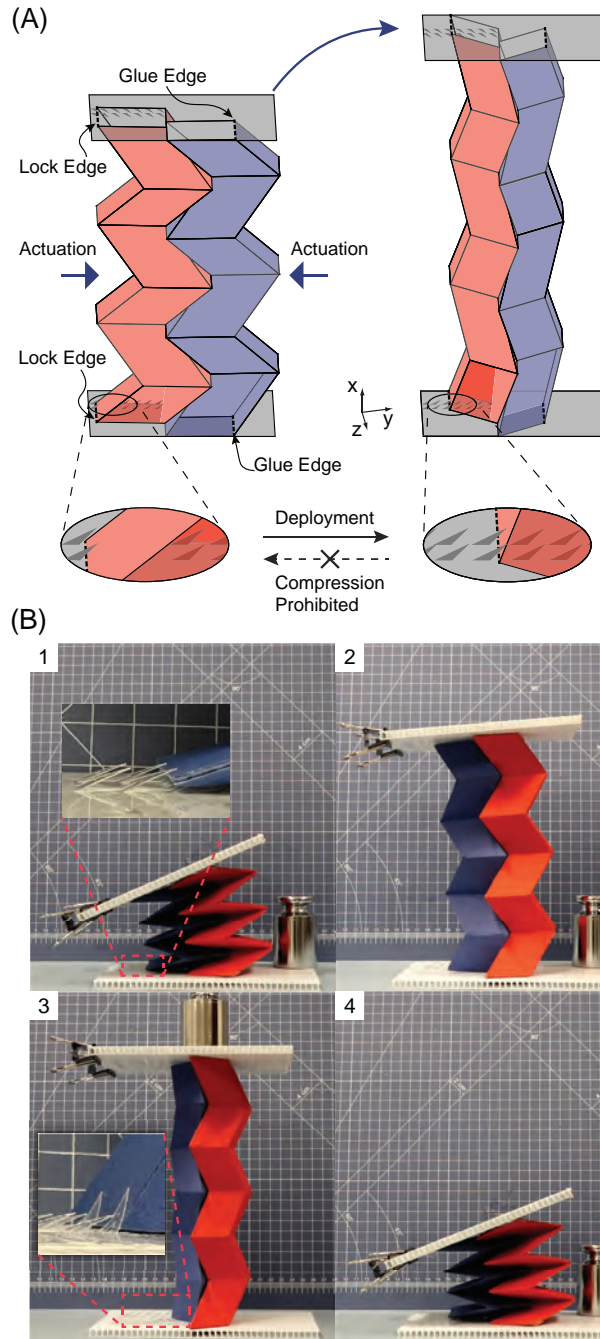 (A)
Glue Edge
Lock Edge
Actuation
Actuation
Lock Edge
x
y
z
Glue Edge
Deployment
Compression
Prohibited
(B)
1
2
3
4